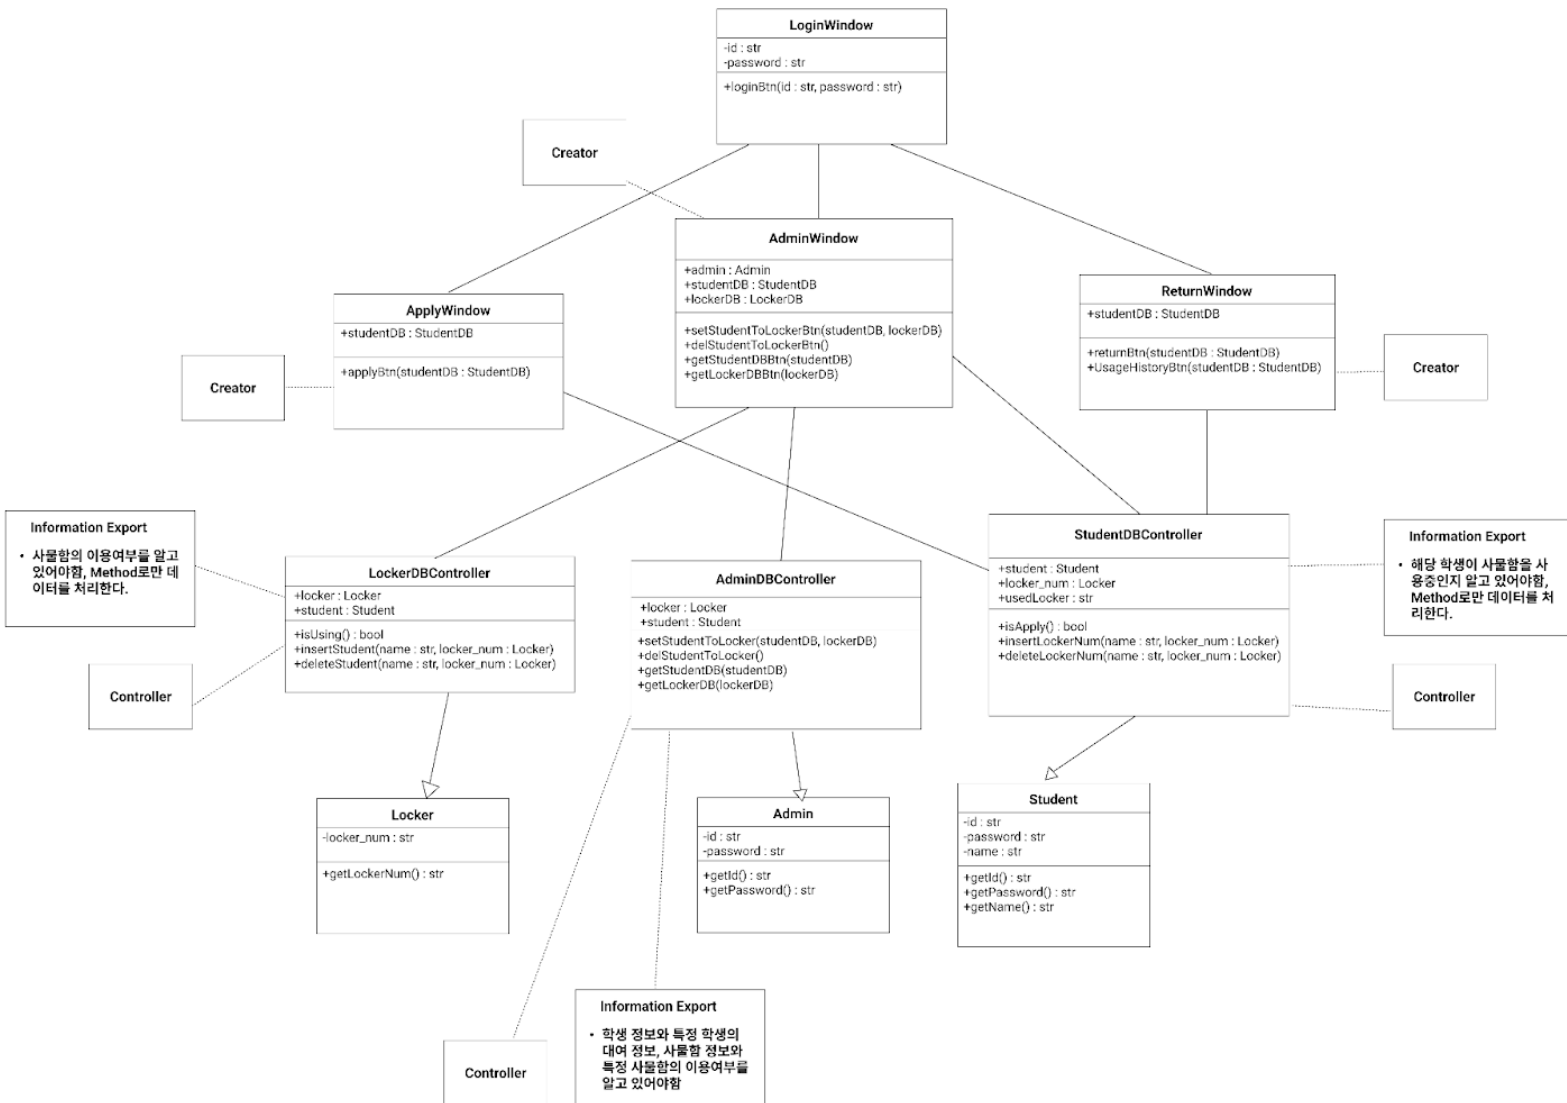 LoginWindow
-id : str
-password : str
+loginBtn(id : str, password : str)
Creator
AdminWindow
+admin : Admin
+studentDB : StudentDB
+lockerDB : LockerDB
+setStudentToLockerBtn(studentDB, lockerDB)
+delStudentToLockerBtn()
+getStudentDBBtn(studentDB)
+getLockerDBBtn(lockerDB)
ApplyWindow
+studentDB : StudentDB
+applyBtn(studentDB : StudentDB)
Creator
ReturnWindow
+studentDB : StudentDB
+returnBtn(studentDB : StudentDB)
+UsageHistoryBtn(studentDB : StudentDB)
Creator
Information Export
• 사물함의 이용여부를 알고
있어야함, Method로만 데
이터를 처리한다.
LockerDBController
+locker : Locker
+student : Student
+isUsing() : bool
+insertStudent(name : str, locker_num : Locker)
+deleteStudent(name : str, locker_num : Locker)
Controller
AdminDBController
+locker : Locker
+student : Student
+setStudentToLocker(studentDB, lockerDB)
+delStudentToLocker()
+getStudentDB(studentDB)
+getLockerDB(lockerDB)
StudentDBController
+student : Student
+locker_num : Locker
+usedLocker : str
+isApply() : bool
+insertLockerNum(name : str, locker_num : Locker)
+deleteLockerNum(name : str, locker_num : Locker)
Information Export
• 해당 학생이 사물함을 사
용중인지 알고 있어야함,
Method로만 데이터를 처
리한다.
Controller
Locker
-locker_num : str
+getLockerNum() : str
Admin
-id : str
-password : str
+getId() : str
+getPassword() : str
Student
-id : str
-password : str
-name : str
+getId() : str
+getPassword() : str
+getName() : str
Controller
Information Export
• 학생 정보와 특정 학생의
대여 정보, 사물함 정보와
특정 사물함의 이용여부를
알고 있어야함